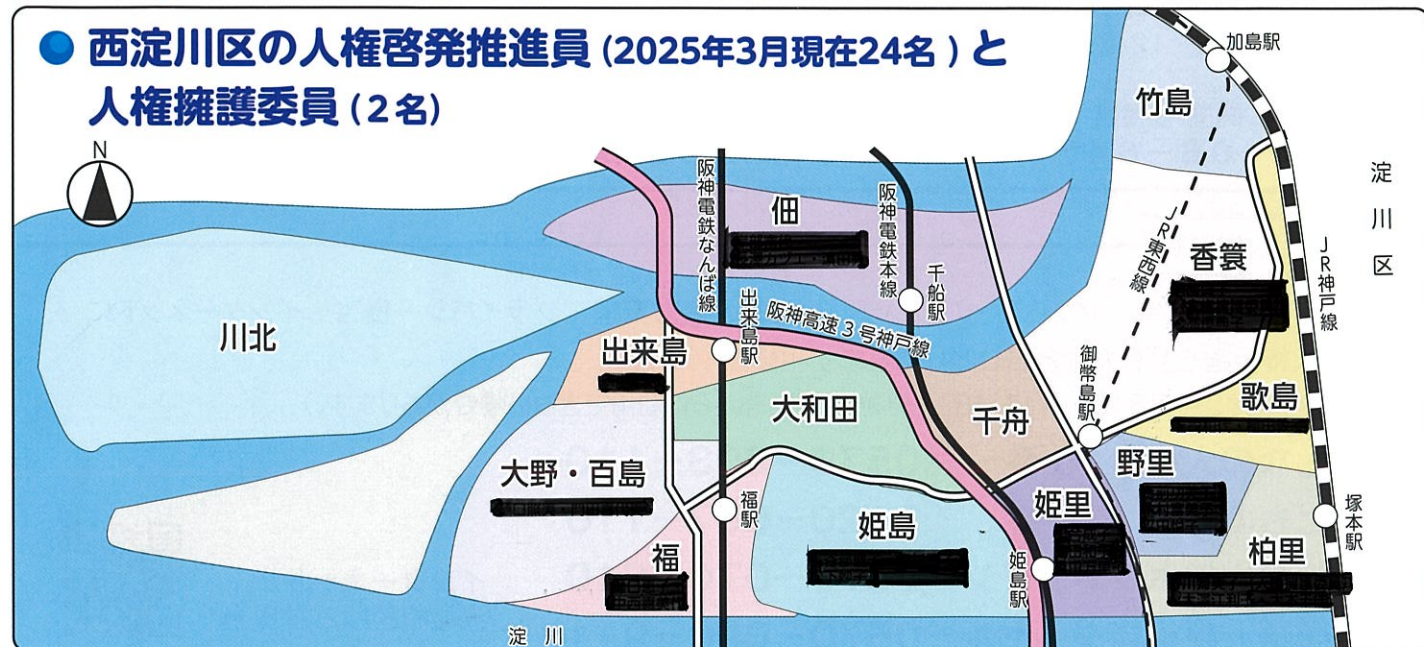 ● 西淀川区の人権啓発推進員 (2025年3月現在24名 ) と
人権擁護委員 (2名)
N
加島駅
竹島
淀川区
JR神戸線
JR東西線
香簑
佃
阪神電鉄なんば線
阪神電鉄本線
千船駅
阪神高速3号神戸線
出来島駅
川北
出来島
大和田
千舟
御幣島駅
歌島
大野・百島
野里
福駅
姫里
塚本駅
福
姫島
姫島駅
柏里
淀 川